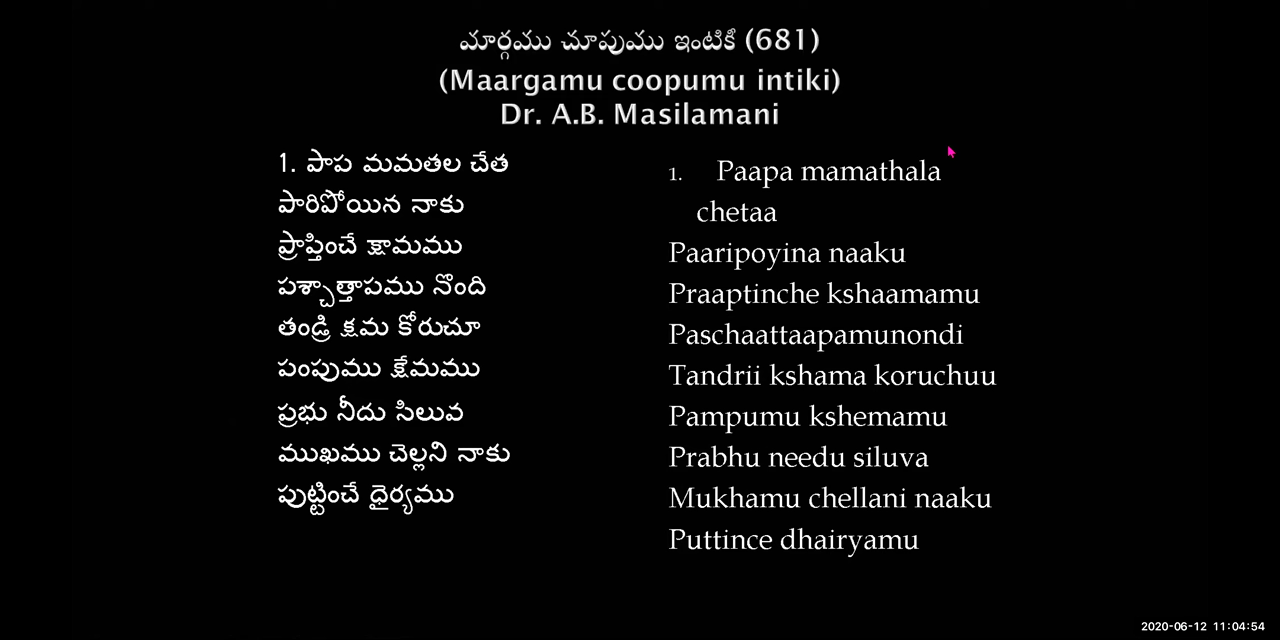 మార్గము చూపుము ఇంటికి (681)
(Maargamu coopumu intiki)
Dr. A.B. Masilamani
1. పాప మమతల చేత
పారిపోయిన నాకు
ప్రాప్తించే క్షామము
పశ్చాత్తాపము నొంది
తండ్రి క్షమ కోరుచూ
పంపుము క్షేమము
ప్రభు నీదు సిలువ
ముఖము చెల్లని నాకు
పుట్టించే ధైర్యము
1. Paapa mamathala
chetaa
Paaripoyina naaku
Praaptinche kshaamamu
Paschaattaapamunondi
Tandrii kshama koruchuu
Pampumu kshemamu
Prabhu needu siluva
Mukhamu chellani naaku
Puttince dhairyamu
2020-06-12 11:04:54